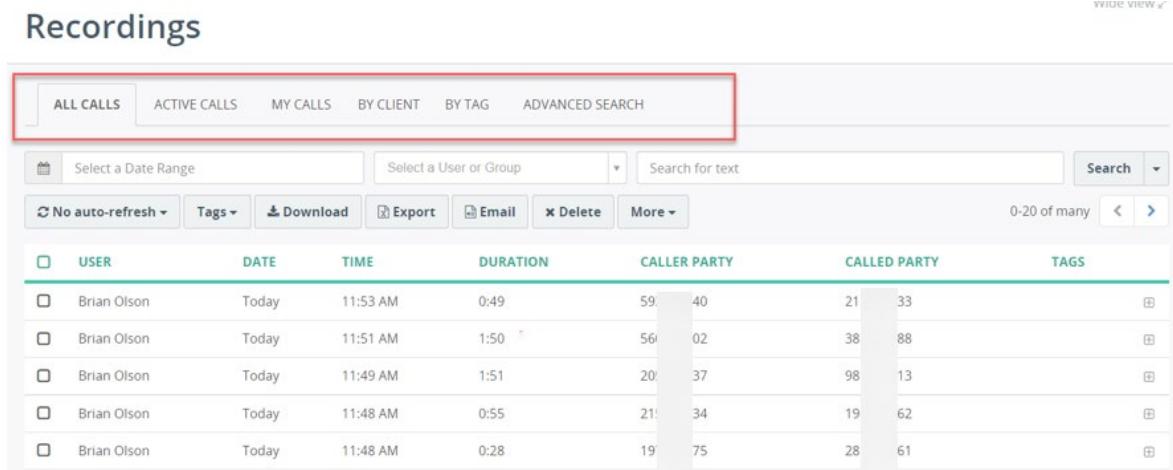 Wide view
Recordings
ALL CALLS ACTIVE CALLS MY CALLS BY CLIENT BY TAG ADVANCED SEARCH
Select a Date Range Select a User or Group Search for text Search
No auto-refresh Tags Download Export Email Delete More 0-20 of many
USER DATE TIME DURATION CALLER PARTY CALLED PARTY TAGS
Brian Olson Today 11:53 AM 0:49 40 21 33
Brian Olson Today 11:51 AM 1:50 02 38 88
Brian Olson Today 11:49 AM 1:51 37 98 13
Brian Olson Today 11:48 AM 0:55 34 19 62
Brian Olson Today 11:48 AM 0:28 75 28 61